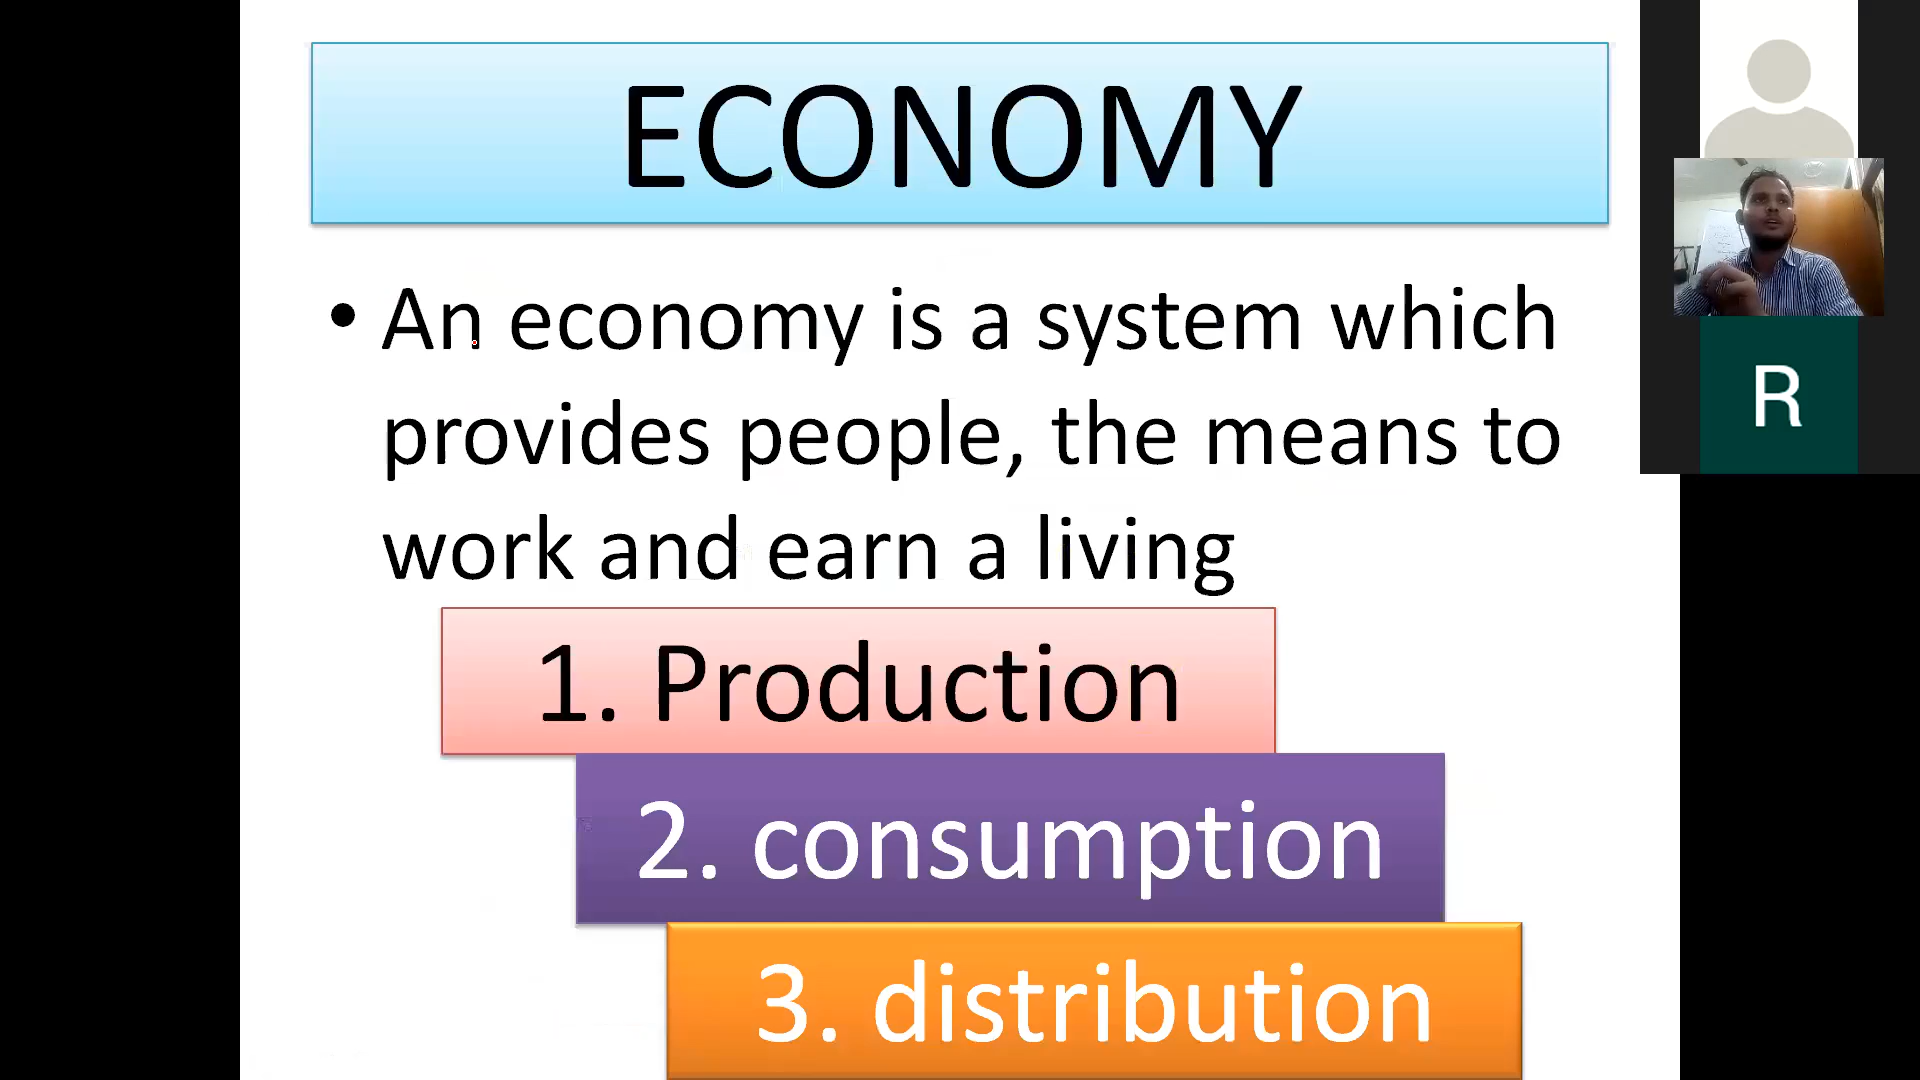 ECONOMY
• An economy is a system which
provides people, the means to
work and earn a living
1. Production
2. consumption
3. distribution
R